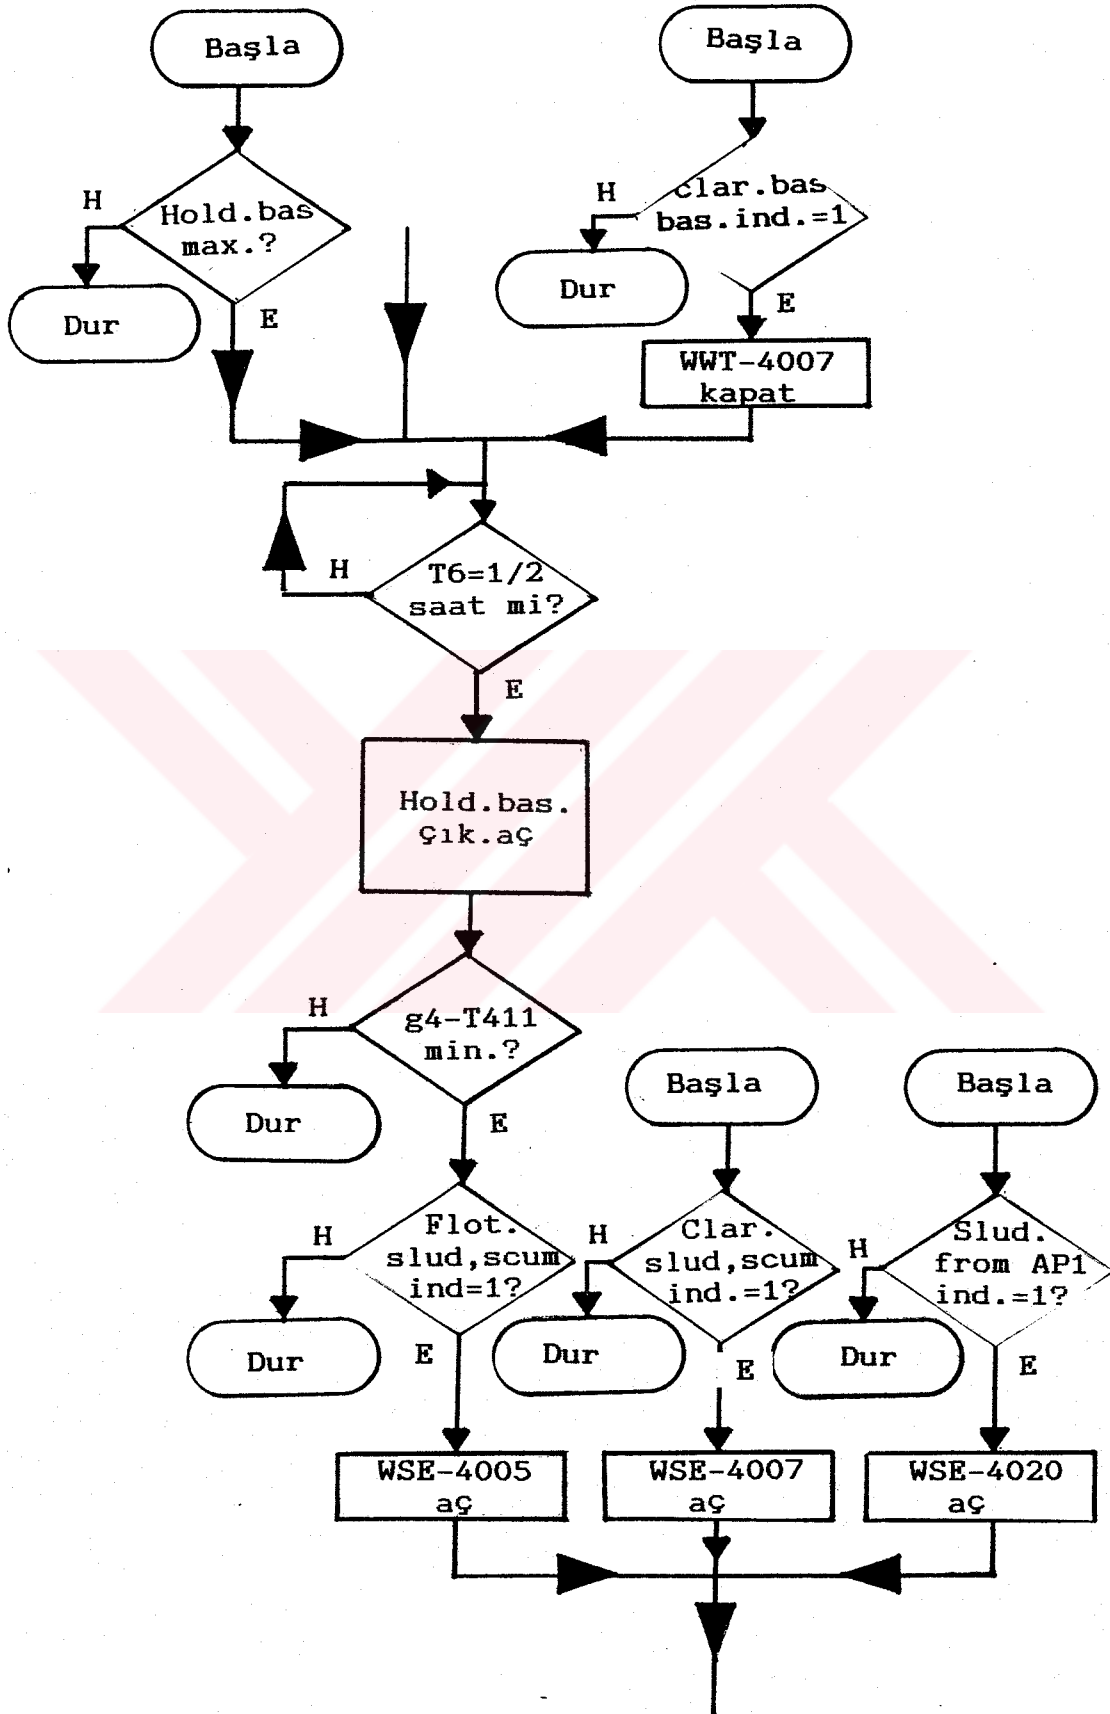 Başla
Başla
H
Hold.bas
max.?
H
clar.bas
bas.ind.=1
Dur
E
Dur
E
WWT-4007
kapat
H
T6=1/2
saat mi?
E
Hold.bas.
Çık.aç
H
g4-T411
min.?
Dur
E
Başla
Başla
H
Flot.
slud,scum
ind=1?
H
Clar.
slud,scum
ind.=1?
H
Slud.
from AP1
ind.=1?
Dur
E
Dur
E
Dur
E
WSE-4005
aç
WSE-4007
aç
WSE-4020
aç